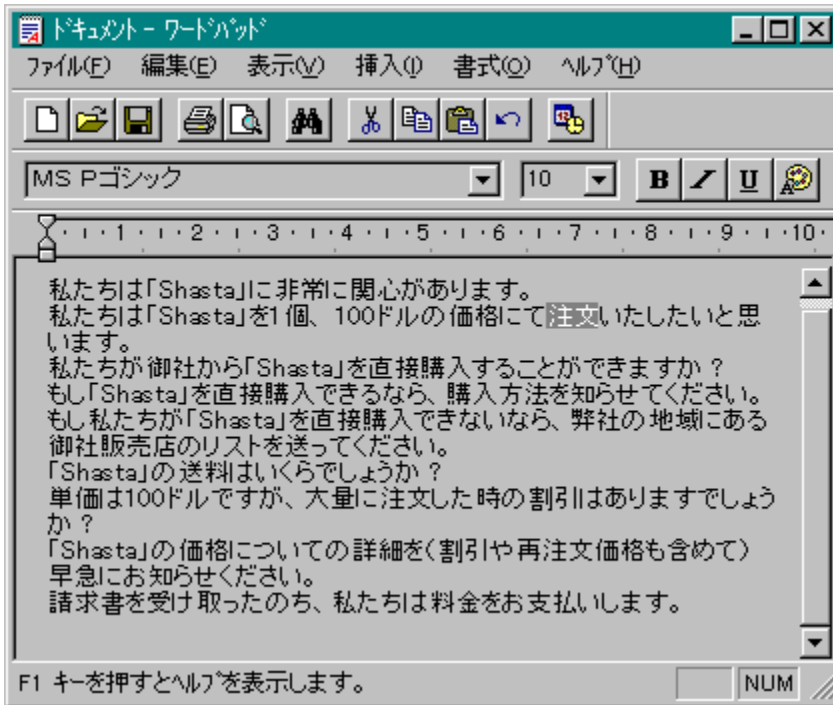 ドキュメント - ワードパッド
ファイル(F) 編集(E) 表示(V) 挿入(I) 書式(O) ヘルプ(H)
MS Pゴシック 10 B I U
1 2 3 4 5 6 7 8 9 10
私たちは「Shasta」に非常に関心があります。
私たちは「Shasta」を1個、100ドルの価格にて注文いたしたいと思
います。
私たちが御社から「Shasta」を直接購入することができますか?
もし「Shasta」を直接購入できるなら、購入方法を知らせてください。
もし私たちが「Shasta」を直接購入できないなら、弊社の地域にある
御社販売店のリストを送ってください。
「Shasta」の送料はいくらでしょうか?
単価は100ドルですが、大量に注文した時の割引はありますでしょう
か?
「Shasta」の価格についての詳細を(割引や再注文価格も含めて)
早急にお知らせください。
請求書を受け取ったのち、私たちは料金をお支払いします。
F1 キーを押すとヘルプを表示します。 NUM